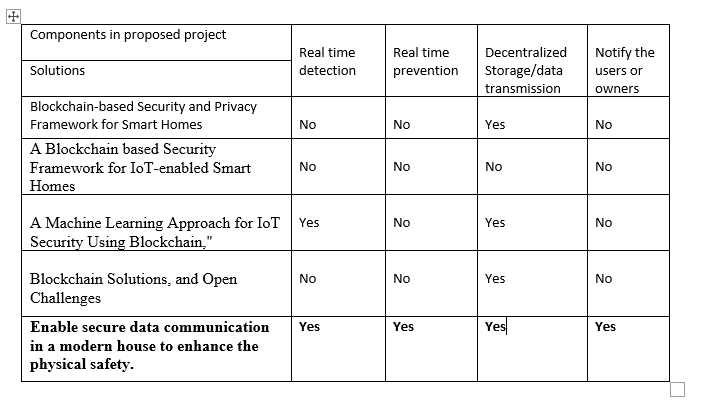 Components in proposed project
Solutions
Real time
detection
Real time
prevention
Decentralized
Storage/data
transmission
Notify the
users or
owners
Blockchain-based Security and Privacy
Framework for Smart Homes
No
No
Yes
No
A Blockchain based Security
Framework for IoT-enabled Smart
Homes
No
No
No
No
A Machine Learning Approach for IoT
Security Using Blockchain,"
Yes
No
Yes
No
Blockchain Solutions, and Open
Challenges
No
No
Yes
No
Enable secure data communication
in a modern house to enhance the
physical safety.
Yes
Yes
Yes
Yes